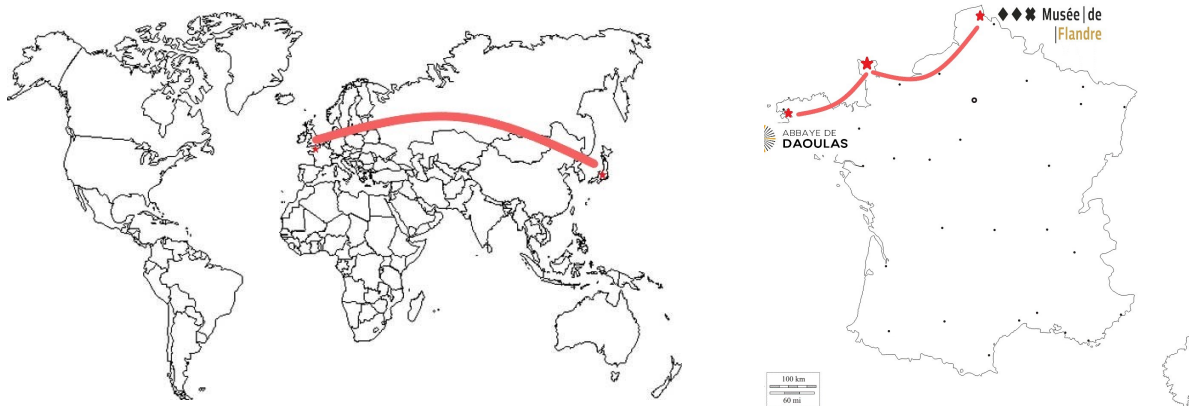 Musée|de
|Flandre
ABBAYE DE
DAOULAS
100 km
60 mi